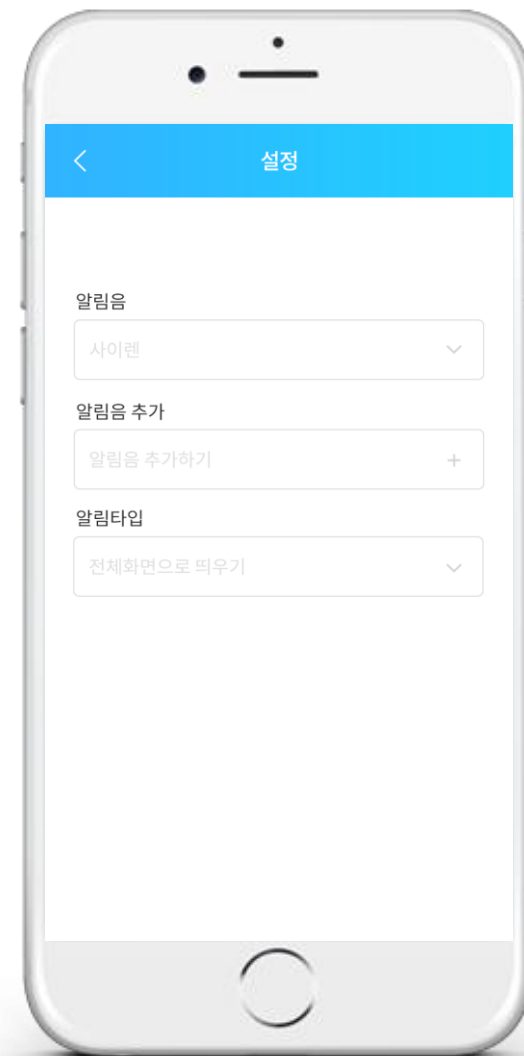 설정
알림음
사이렌
알림음 추가
알림음 추가하기
알림타입
전체화면으로 띄우기